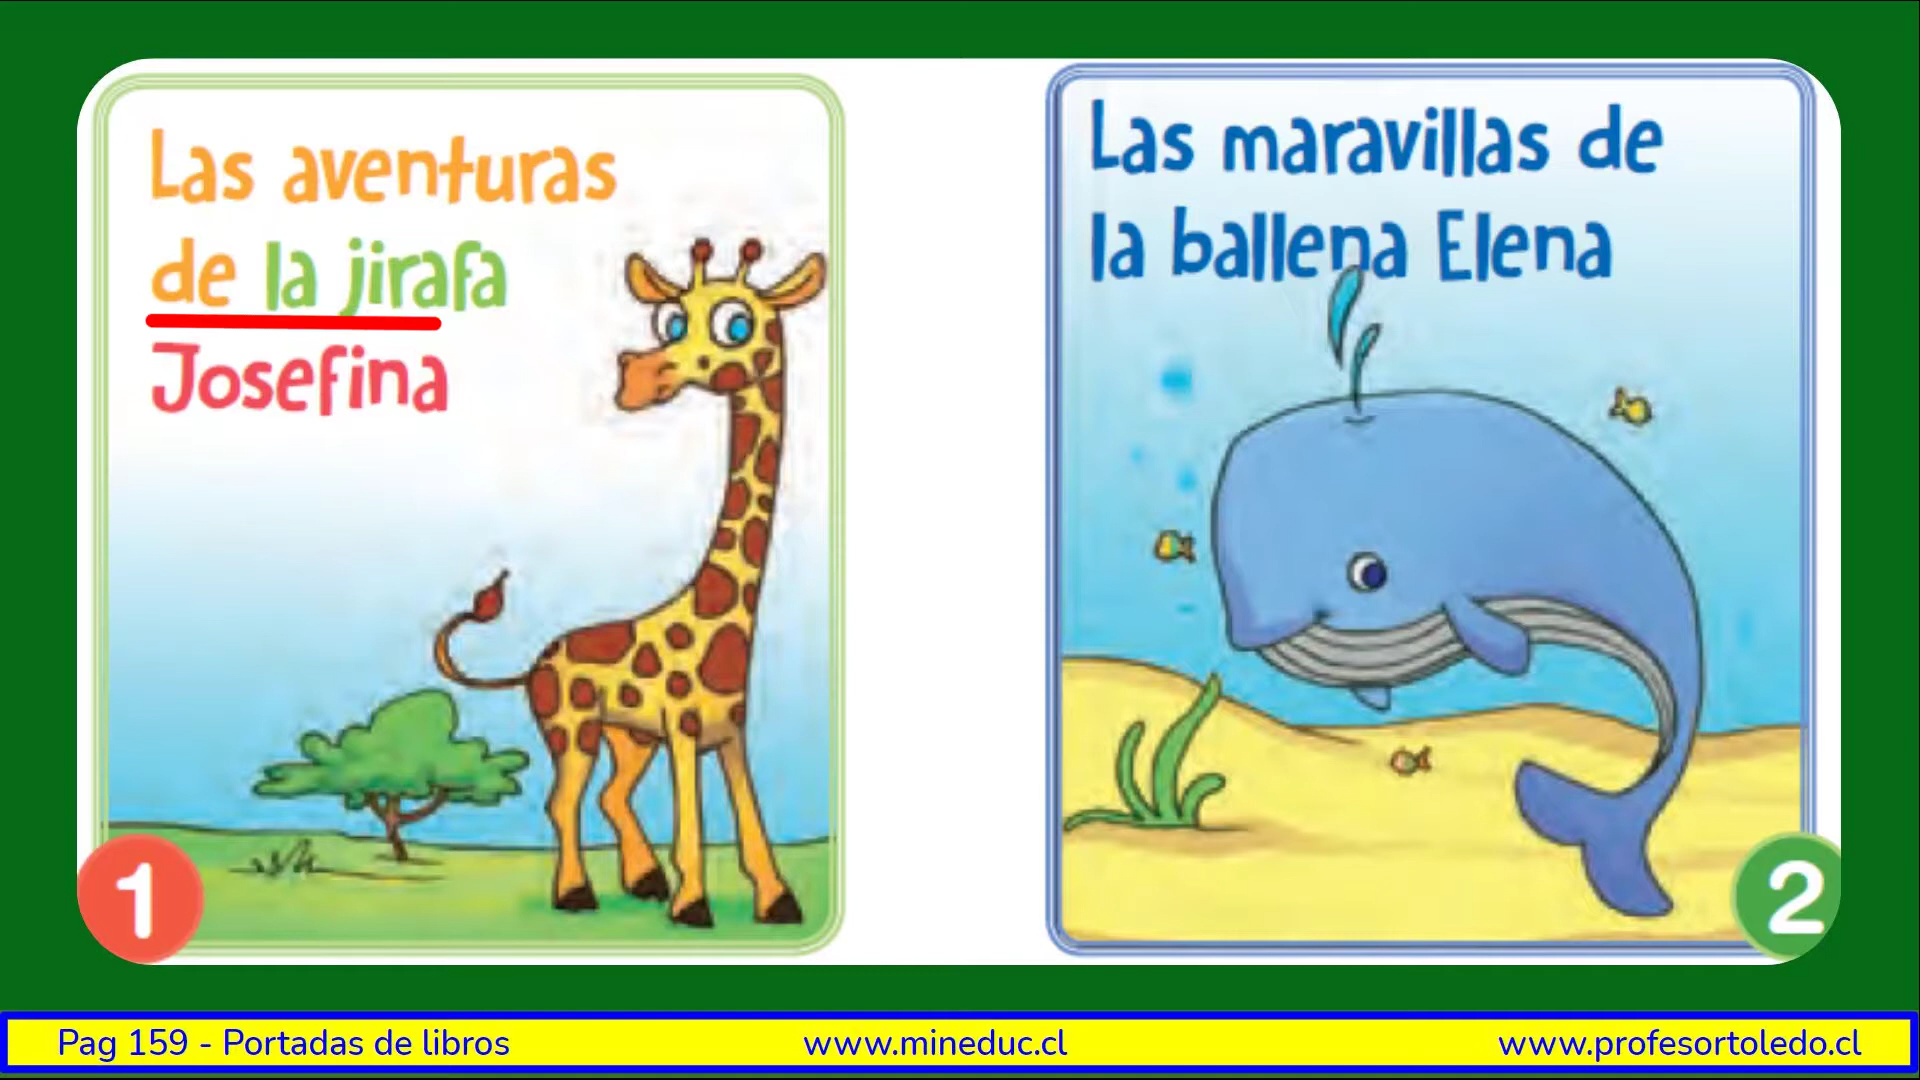 Las aventuras
de la jirafa
Josefina
1
Las maravillas de
la ballena Elena
2
Pag 159 - Portadas de libros
www.mineduc.cl
www.profesortoledo.cl